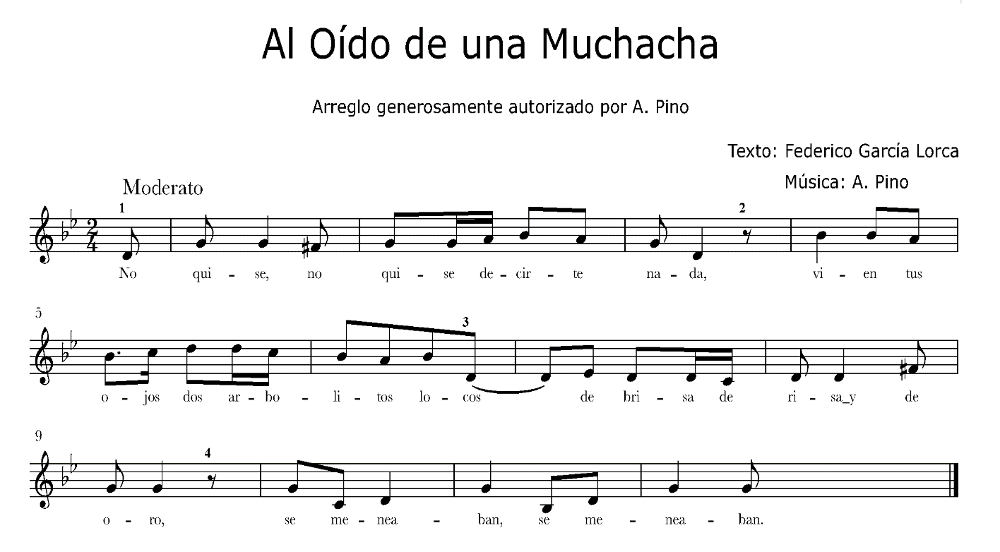 Al Oído de una Muchacha
Arreglo generosamente autorizado por A. Pino
Texto: Federico García Lorca
Música: A. Pino
Moderato
1 2
2
4
No qui - se, no qui - se de - cir - te na - da, vi - en tus
5 3
o - jos dos ar - bo - li - tos lo - cos de bri - sa de ri - sa_y de
9 4
o - ro, se me - nea - ban, se me - nea - ban.